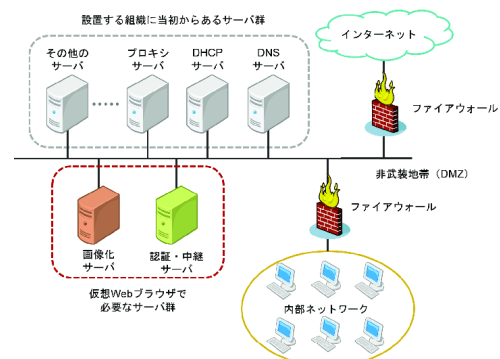 設置する組織に当初からあるサーバ群
その他の
サーバ
プロキシ
サーバ
DHCP
サーバ
DNS
サーバ
インターネット
ファイアウォール
非武装地帯（DMZ）
ファイアウォール
画像化
サーバ
認証・中継
サーバ
仮想Webブラウザで
必要なサーバ群
内部ネットワーク